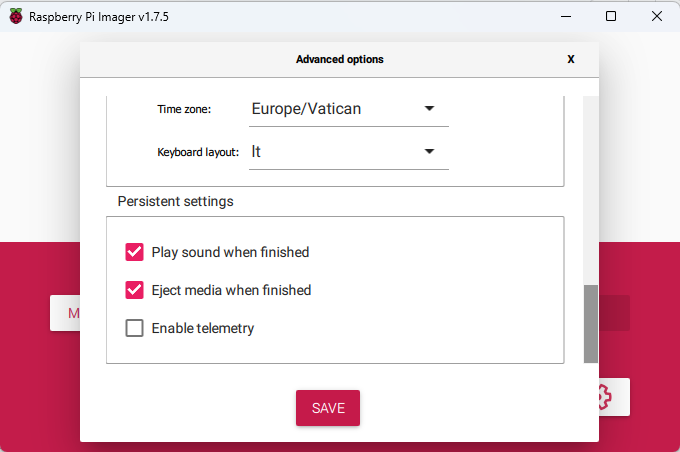 Raspberry Pi Imager v1.7.5
Advanced options X
Time zone: Europe/Vatican
Keyboard layout: lt
Persistent settings
Play sound when finished
Eject media when finished
Enable telemetry
M
SAVE